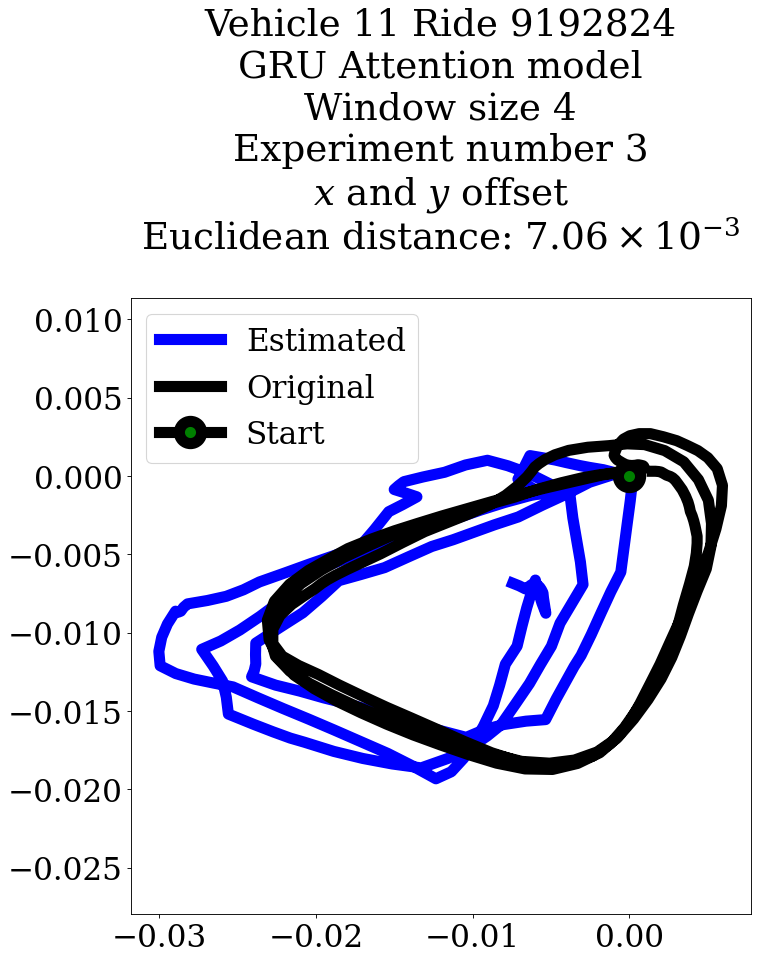 Vehicle 11 Ride 9192824
GRU Attention model
Window size 4
Experiment number 3
x and y offset
Euclidean distance: 7.06 × 10⁻³
Estimated
Original
Start
0.010
0.005
0.000
−0.005
−0.010
−0.015
−0.020
−0.025
−0.03 −0.02 −0.01 0.00